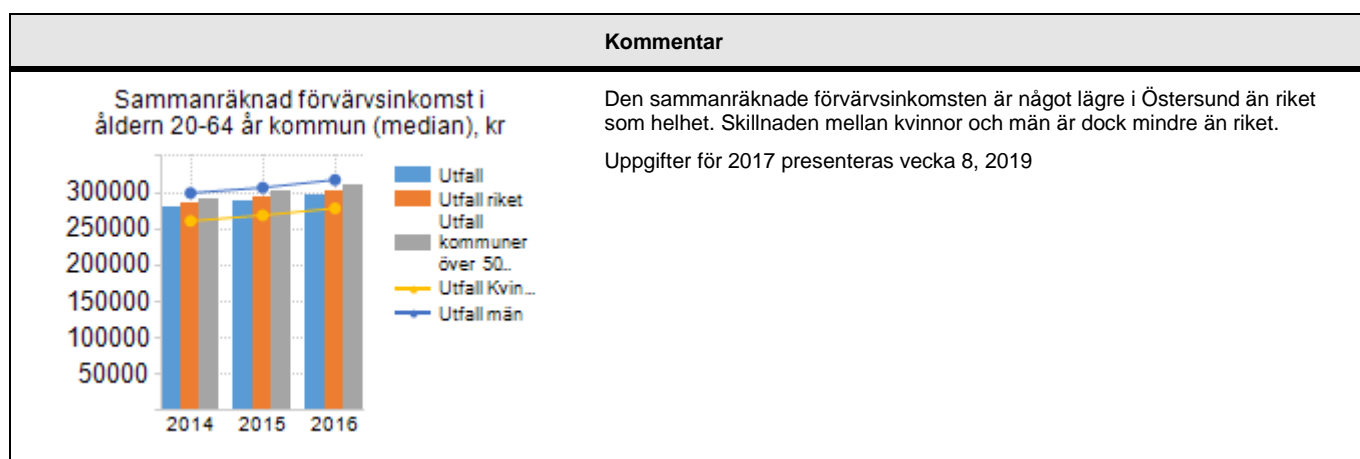 Kommentar
Sammanräknad förvärvsinkomst i
åldern 20-64 år kommun (median), kr
300000
250000
200000
150000
100000
50000
2014 2015 2016
Utfall
Utfall riket
Utfall
kommuner
över 50..
Utfall Kvin...
Utfall män
Den sammanräknade förvärvsinkomsten är något lägre i Östersund än riket
som helhet. Skillnaden mellan kvinnor och män är dock mindre än riket.
Uppgifter för 2017 presenteras vecka 8, 2019